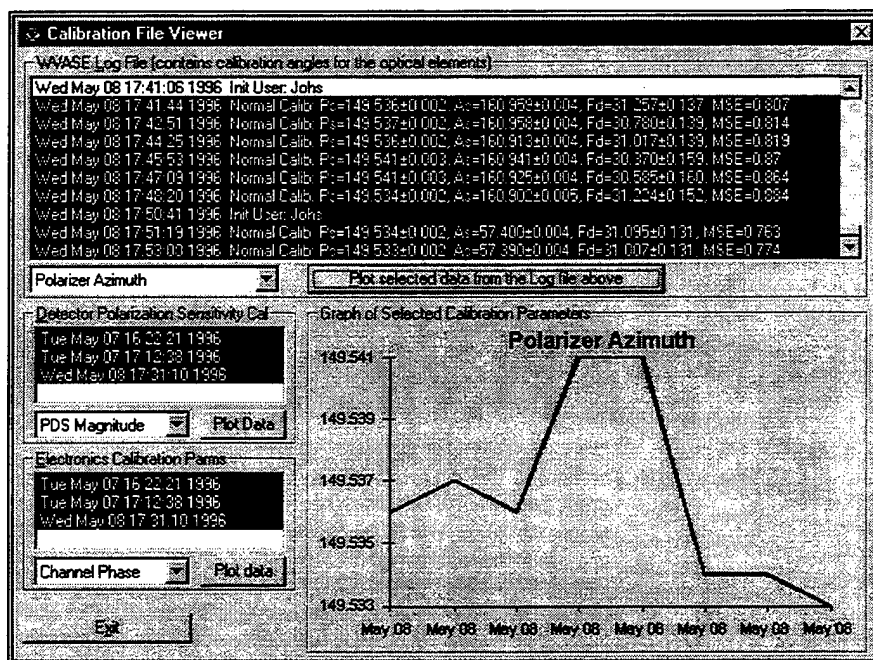 Calibration File Viewer
WVASE Log File (contains calibration angles for the optical elements)
Wed May 08 17:41:06 1996 Init User: Johs
Wed May 08 17:41:44 1996 Normal Calib: Ps=149.536±0.002, As=160.959±0.004, Fd=31.257±0.137, MSE=0.807
Wed May 08 17:42:51 1996 Normal Calib: Ps=149.537±0.002, As=160.958±0.004, Fd=30.780±0.139, MSE=0.814
Wed May 08 17:44:25 1996 Normal Calib: Ps=149.536±0.002, As=160.913±0.004, Fd=31.017±0.139, MSE=0.819
Wed May 08 17:45:53 1996 Normal Calib: Ps=149.541±0.003, As=160.941±0.004, Fd=30.370±0.159, MSE=0.87
Wed May 08 17:47:09 1996 Normal Calib: Ps=149.541±0.003, As=160.925±0.004, Fd=30.585±0.160, MSE=0.864
Wed May 08 17:48:20 1996 Normal Calib: Ps=149.534±0.002, As=160.902±0.005, Fd=31.224±0.152, MSE=0.884
Wed May 08 17:50:41 1996 Init User: Johs
Wed May 08 17:51:19 1996 Normal Calib: Ps=149.534±0.002, As=57.400±0.004, Fd=31.095±0.131, MSE=0.763
Wed May 08 17:53:03 1996 Normal Calib: Ps=149.533±0.002, As=57.390±0.004, Fd=31.007±0.131, MSE=0.774
Polarizer Azimuth
Plot selected data from the Log file above
Detector Polarization Sensitivity Cal
Tue May 07 16:22:21 1996
Tue May 07 17:12:38 1996
Wed May 08 17:31:10 1996
PDS Magnitude
Plot Data
Electronics Calibration Parms
Tue May 07 16:22:21 1996
Tue May 07 17:12:38 1996
Wed May 08 17:31:10 1996
Channel Phase
Plot data
Exit
Graph of Selected Calibration Parameters
Polarizer Azimuth
149.541
149.539
149.537
149.535
149.533
May 08 May 08 May 08 May 08 May 08 May 08 May 08 May 08